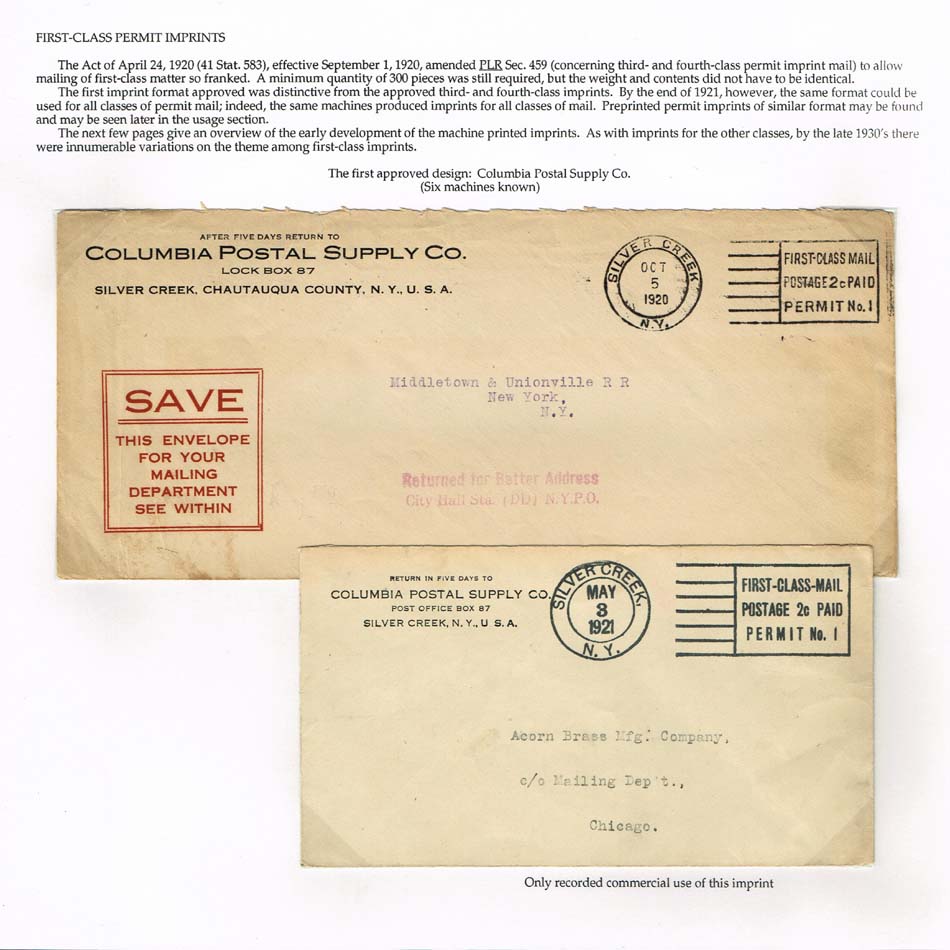 FIRST-CLASS PERMIT IMPRINTS
The Act of April 24, 1920 (41 Stat. 583), effective September 1, 1920, amended PLR Sec. 459 (concerning third- and fourth-class permit imprint mail) to allow
mailing of first-class matter so franked. A minimum quantity of 300 pieces was still required, but the weight and contents did not have to be identical.
The first imprint format approved was distinctive from the approved third- and fourth-class imprints. By the end of 1921, however, the same format could be
used for all classes of permit mail; indeed, the same machines produced imprints for all classes of mail. Preprinted permit imprints of similar format may be found
and may be seen later in the usage section.
The next few pages give an overview of the early development of the machine printed imprints. As with imprints for the other classes, by the late 1930's there
were innumerable variations on the theme among first-class imprints.
The first approved design: Columbia Postal Supply Co.
(Six machines known)
AFTER FIVE DAYS RETURN TO
COLUMBIA POSTAL SUPPLY CO.
LOCK BOX 87
SILVER CREEK, CHAUTAUQUA COUNTY, N. Y., U. S. A.
SILVER CREEK
OCT
5
1920
N.Y.
FIRST-CLASS MAIL
POSTAGE 2c PAID
PERMIT No. 1
Middletown & Unionville R R
New York,
N.Y.
SAVE
THIS ENVELOPE
FOR YOUR
MAILING
DEPARTMENT
SEE WITHIN
Returned for Better Address
City Hall Sta. (DD) N.Y.P.O.
RETURN IN FIVE DAYS TO
COLUMBIA POSTAL SUPPLY CO.
POST OFFICE BOX 87
SILVER CREEK, N. Y., U. S. A.
SILVER CREEK,
MAY
3
1921
N. Y.
FIRST-CLASS-MAIL
POSTAGE 2c PAID
PERMIT No. 1
Acorn Brass Mfg. Company,
c/o Mailing Dep't.,
Chicago.
Only recorded commercial use of this imprint